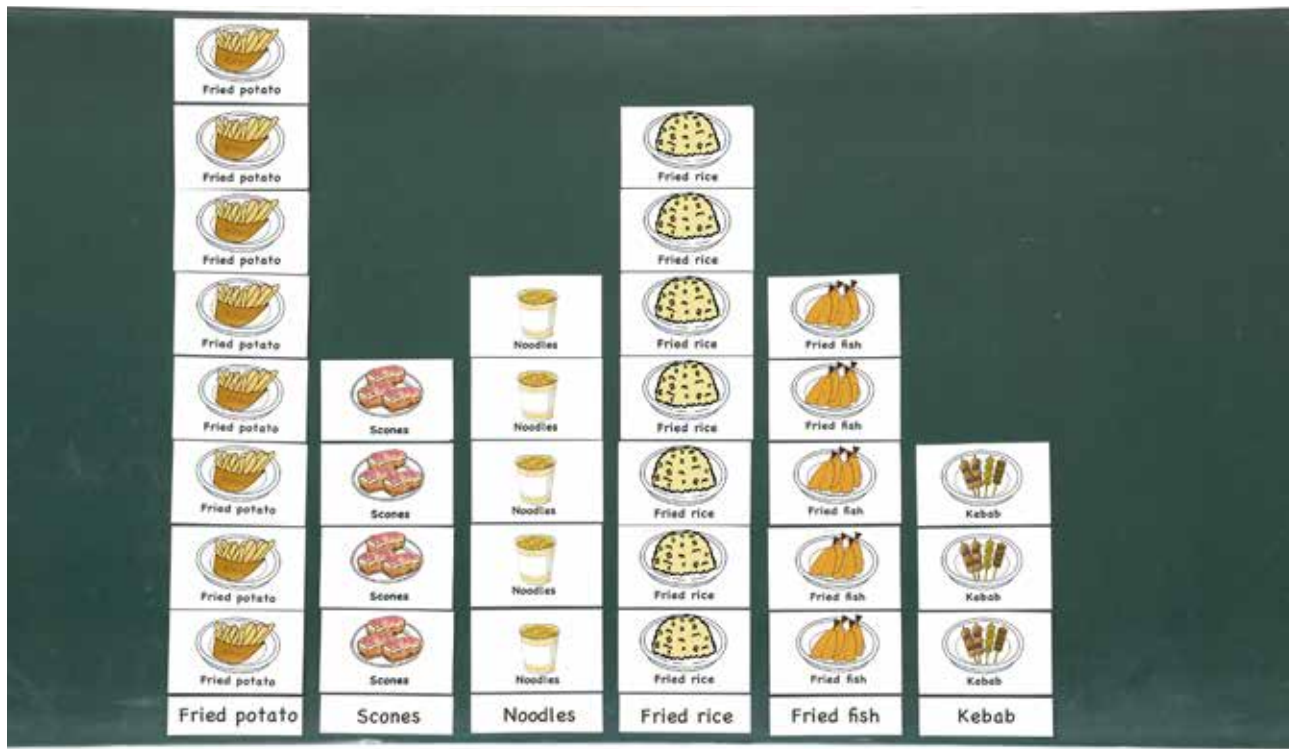 Fried potato
Fried potato Fried rice
Fried potato Fried rice
Fried potato Noodles Fried rice Fried fish
Fried potato Scones Noodles Fried rice Fried fish
Fried potato Scones Noodles Fried rice Fried fish Kebab
Fried potato Scones Noodles Fried rice Fried fish Kebab
Fried potato Scones Noodles Fried rice Fried fish Kebab
Fried potato Scones Noodles Fried rice Fried fish Kebab